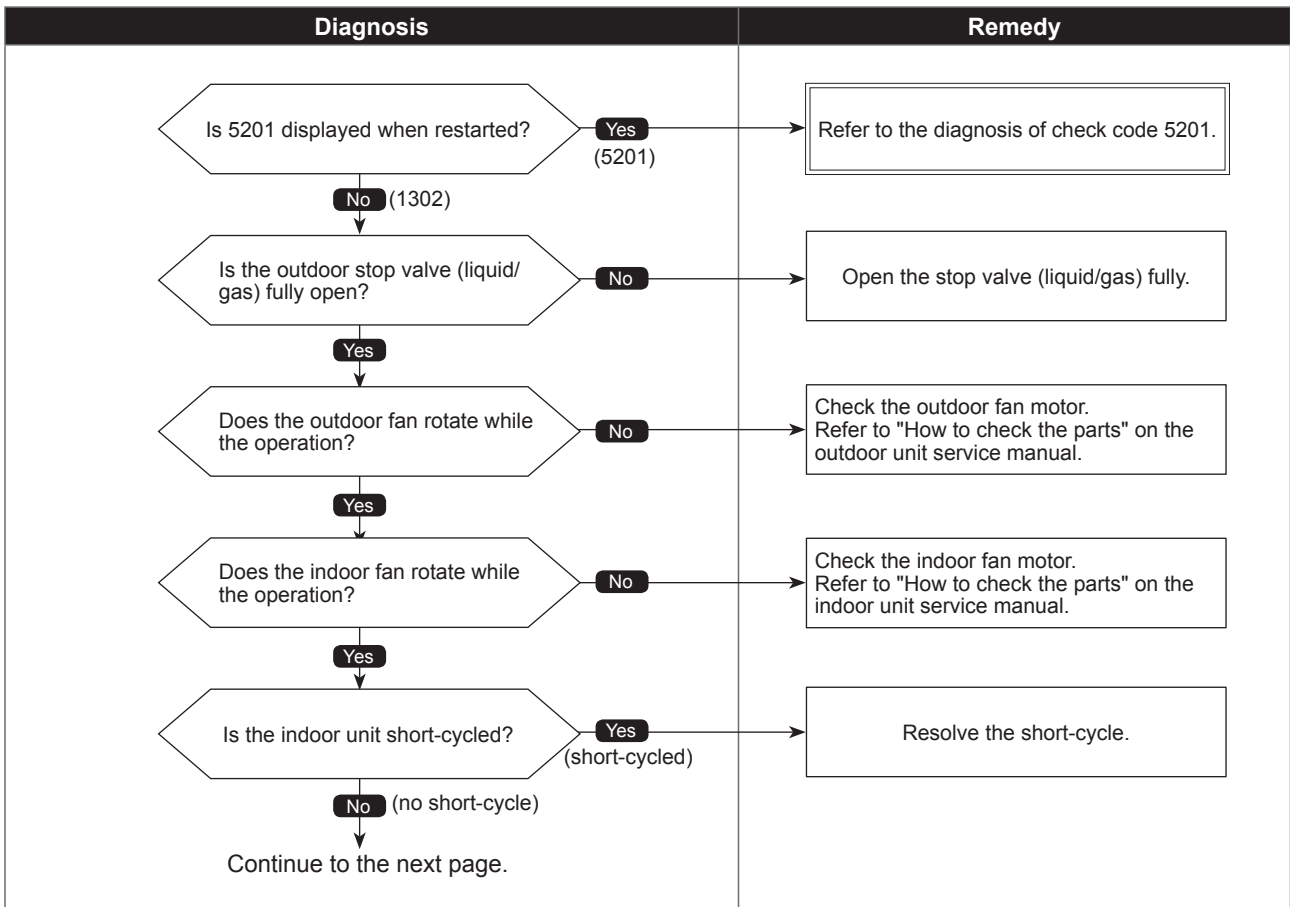 Diagnosis
Remedy
Is 5201 displayed when restarted?
Yes
(5201)
Refer to the diagnosis of check code 5201.
No (1302)
Is the outdoor stop valve (liquid/
gas) fully open?
No
Open the stop valve (liquid/gas) fully.
Yes
Does the outdoor fan rotate while
the operation?
No
Check the outdoor fan motor.
Refer to "How to check the parts" on the
outdoor unit service manual.
Yes
Does the indoor fan rotate while
the operation?
No
Check the indoor fan motor.
Refer to "How to check the parts" on the
indoor unit service manual.
Yes
Is the indoor unit short-cycled?
Yes
(short-cycled)
Resolve the short-cycle.
No (no short-cycle)
Continue to the next page.